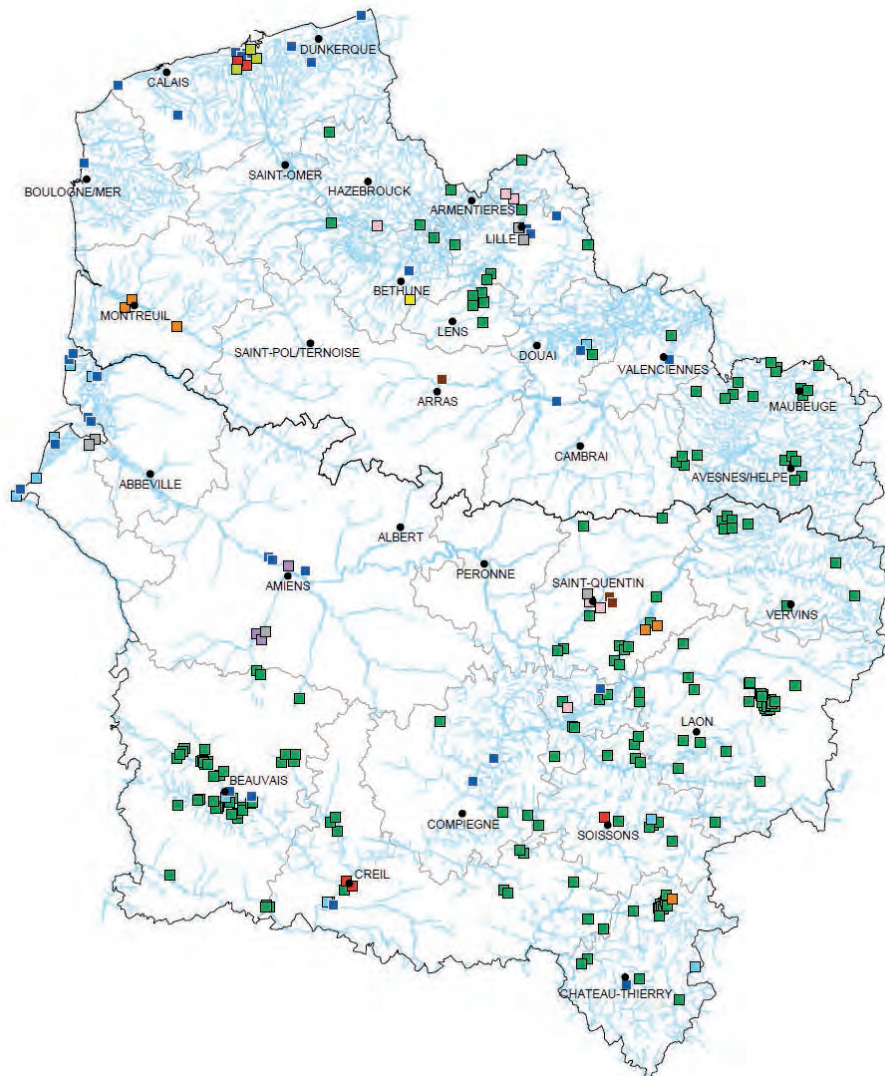 DUNKERQUE
CALAIS
SAINT-OMER
BOULOGNE/MER
HAZEBROUCK
ARMENTIERES
LILLE
BETHUNE
MONTREUIL
LENS
SAINT-POL/TERNOISE
DOUAI
VALENCIENNES
MAUBEUGE
ARRAS
CAMBRAI
AVESNES/HELPE
ABBEVILLE
ALBERT
PERONNE
AMIENS
SAINT-QUENTIN
VERVINS
LAON
BEAUVAIS
COMPIEGNE
SOISSONS
CREIL
CHATEAU-THIERRY